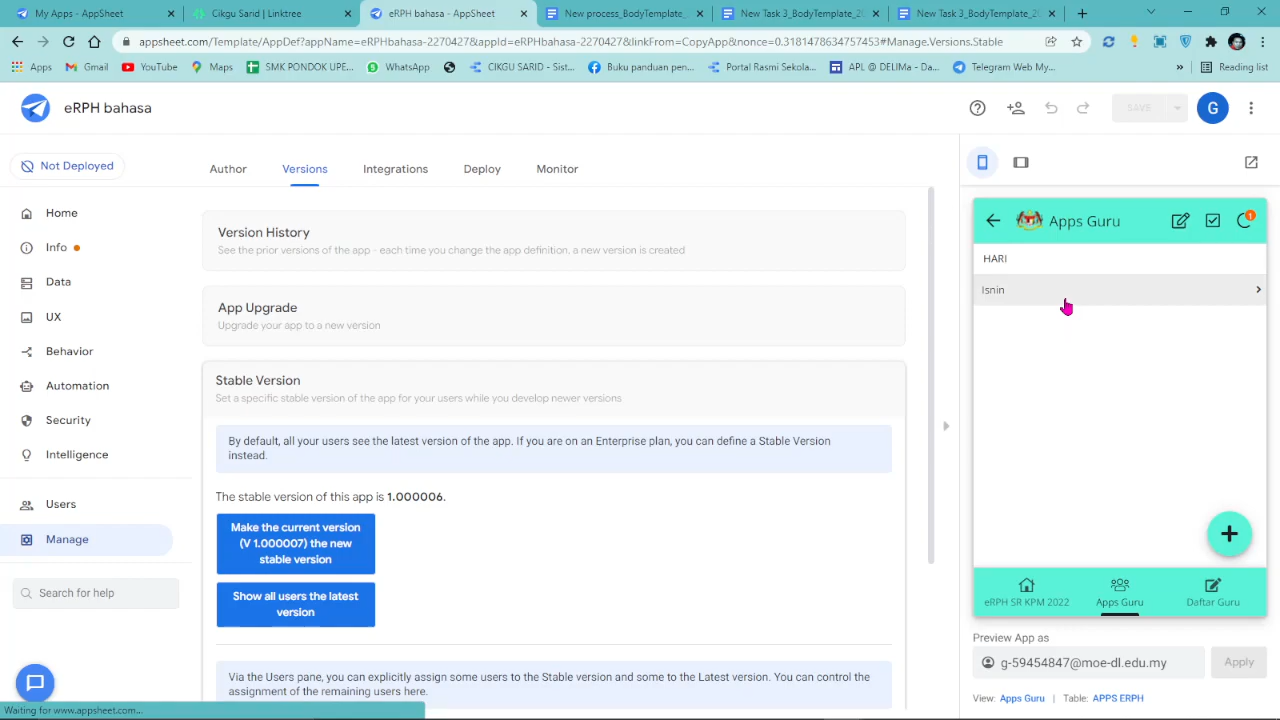 My Apps - AppSheet
Cikgu Sarid | Linktree
eRPH bahasa - AppSheet
New process_BodyTemplate_
New Task 3_BodyTemplate_20
New Task 3_BodyTemplate_20
appsheet.com/Template/AppDef?appName=eRPHbahasa-2270427&appId=eRPHbahasa-2270427&linkFrom=CopyApp&nonce=0.31814786347757453#Manage.Versions.Stable
Apps
Gmail
YouTube
Maps
SMK PONDOK UPE...
WhatsApp
CIKGU SARID - Sis...
Buku panduan pen...
Portal Rasmi Sekola...
APL @ DELIMa - Da...
Telegram Web My...
»
Reading list
eRPH bahasa
SAVE
G
Not Deployed
Author
Versions
Integrations
Deploy
Monitor
Home
Info
Data
UX
Behavior
Automation
Security
Intelligence
Users
Manage
Search for help
Version History
See the prior versions of the app - each time you change the app definition, a new version is created
App Upgrade
Upgrade your app to a new version
Stable Version
Set a specific stable version of the app for your users while you develop newer versions.
By default, all your users see the latest version of the app. If you are on an Enterprise plan, you can define a Stable Version
instead.
The stable version of this app is 1.000006.
Make the current version
(V 1.000007) the new
stable version
Show all users the latest
version
Via the Users pane, you can explicitly assign some users to the Stable version and some to the Latest version. You can control the
assignment of the remaining users here.
Apps Guru
1
HARI
Isnin
eRPH SR KPM 2022
Apps Guru
Daftar Guru
Preview App as
g-59454847@moe-dl.edu.my
Apply
View: Apps Guru | Table: APPS ERPH
Waiting for www.appsheet.com...